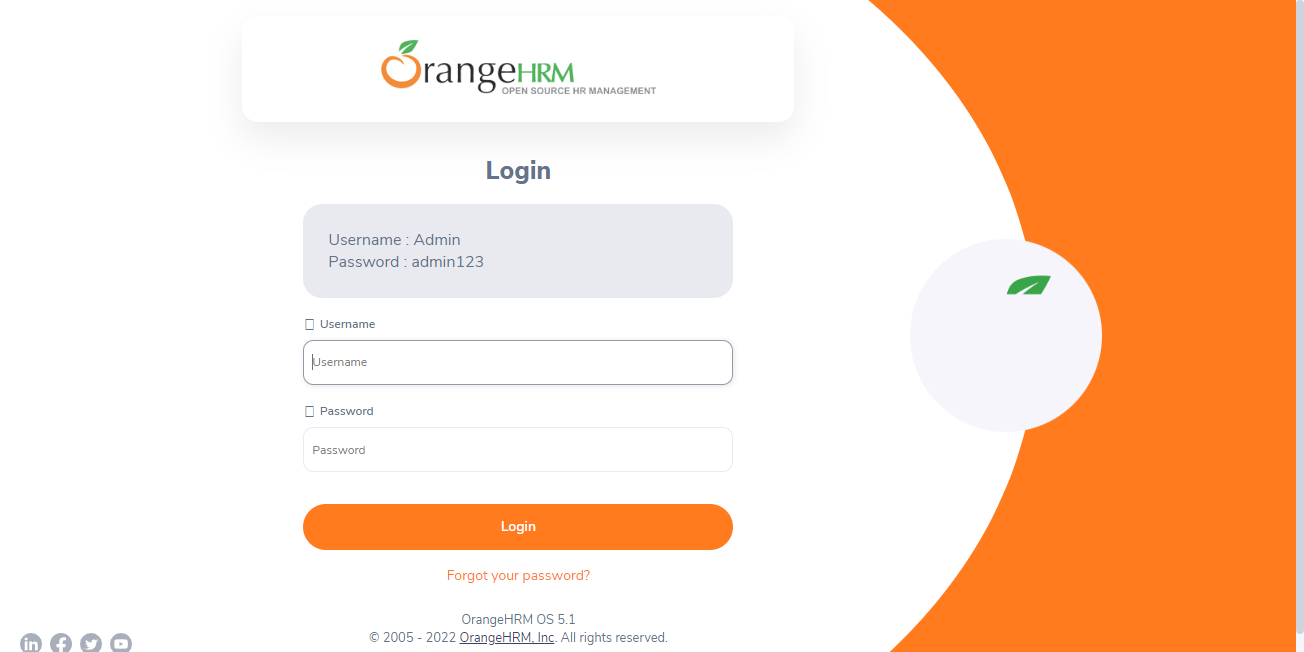 OrangeHRM
OPEN SOURCE HR MANAGEMENT
Login
Username : Admin
Password : admin123
Username
Username
Password
Password
Login
Forgot your password?
OrangeHRM OS 5.1
© 2005 - 2022 OrangeHRM, Inc. All rights reserved.